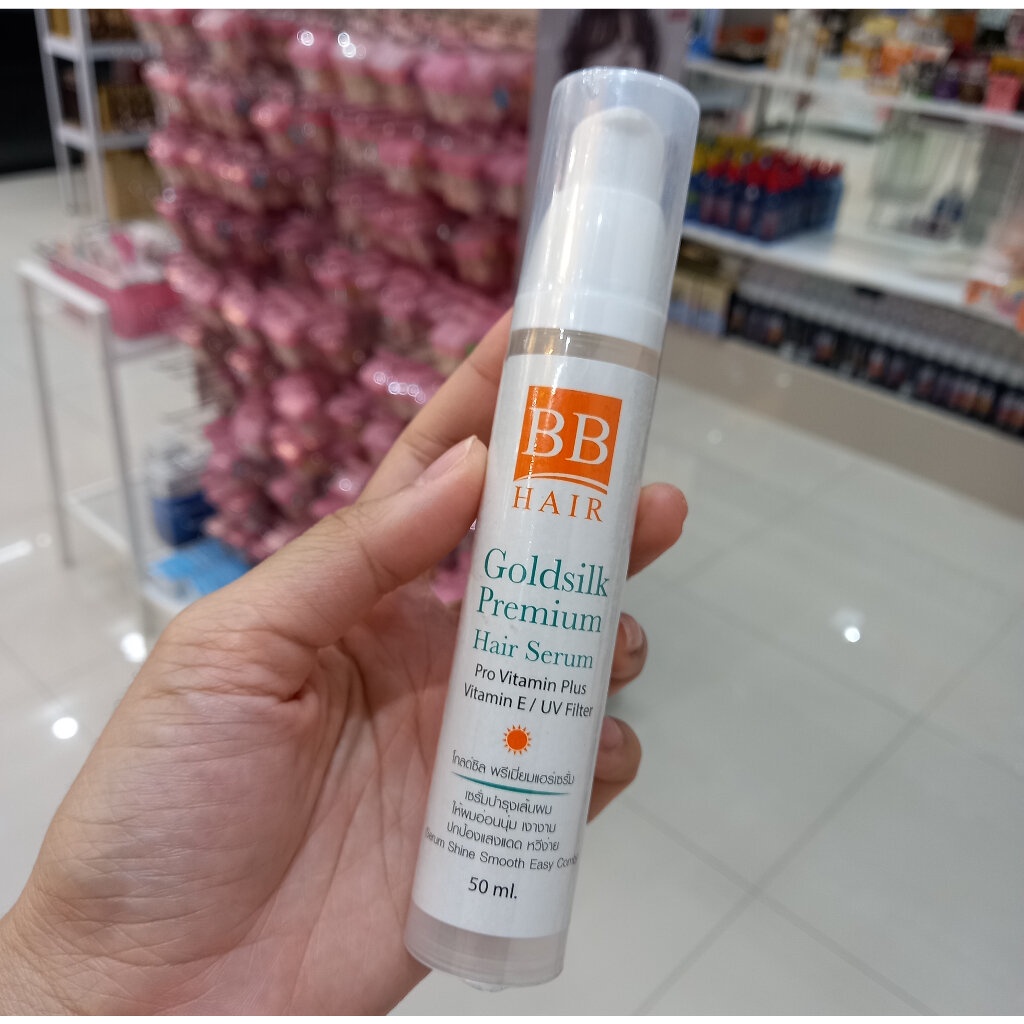 BB
HAIR
Goldsilk
Premium
Hair Serum
Pro Vitamin Plus
Vitamin E / UV Filter
โกลด์ซิล พรีเมี่ยมแฮร์เซรั่ม
เซรั่มบำรุงเส้นผม
ให้ผมอ่อนนุ่ม เงางาม
ปกป้องแสงแดด หวีง่าย
Serum Shine Smooth Easy Comb
50 ml.